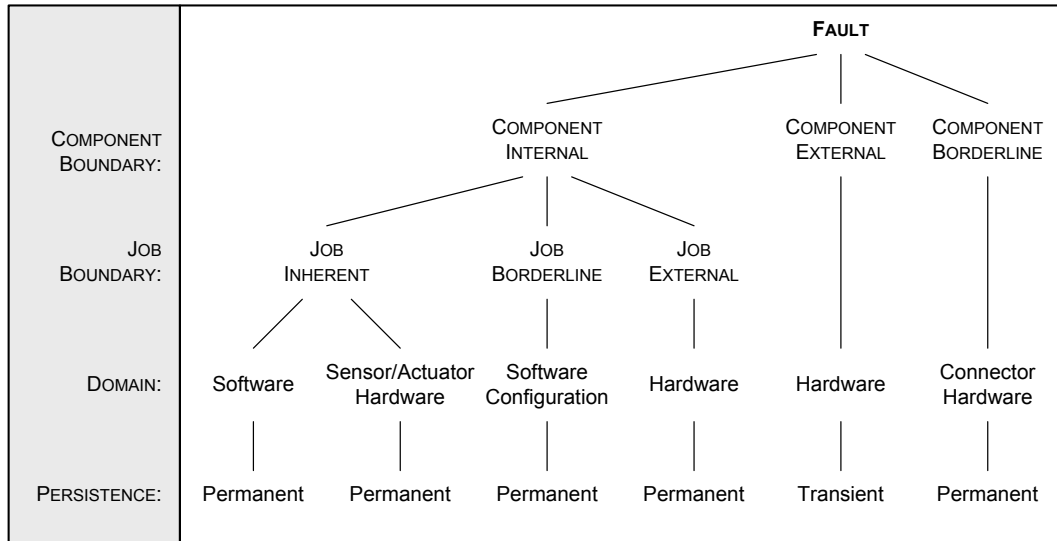 FAULT
COMPONENT BOUNDARY:
COMPONENT INTERNAL
COMPONENT EXTERNAL
COMPONENT BORDERLINE
JOB BOUNDARY:
JOB INHERENT
JOB BORDERLINE
JOB EXTERNAL
DOMAIN:
Software
Sensor/Actuator Hardware
Software Configuration
Hardware
Hardware
Connector Hardware
PERSISTENCE:
Permanent
Permanent
Permanent
Permanent
Transient
Permanent